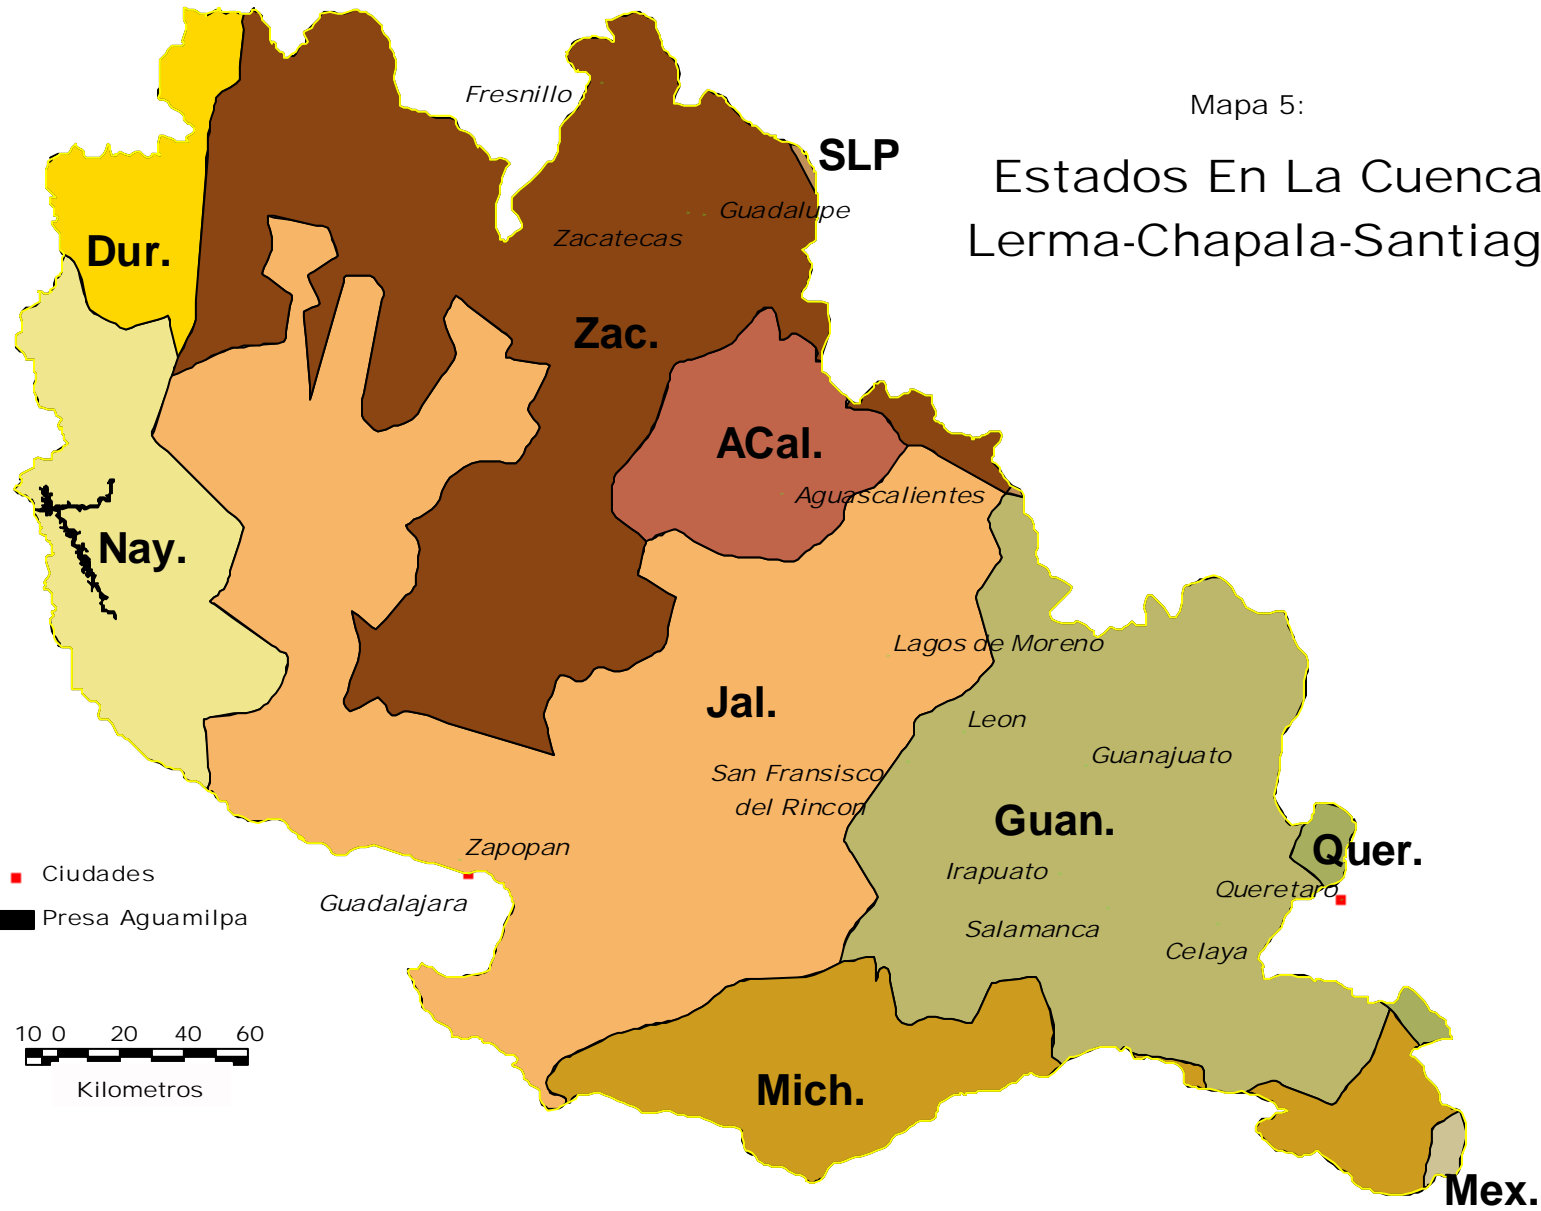 Mapa 5:
Estados En La Cuenca
Lerma-Chapala-Santiag
Fresnillo
SLP
Guadalupe
Zacatecas
Dur.
Zac.
ACal.
Aguascalientes
Nay.
Lagos de Moreno
Jal.
Leon
Guanajuato
San Fransisco
del Rincon
Guan.
Quer.
Zapopan
Irapuato
Queretaro
Guadalajara
Salamanca
Celaya
Ciudades
Presa Aguamilpa
10 0 20 40 60
Kilometros
Mich.
Mex.